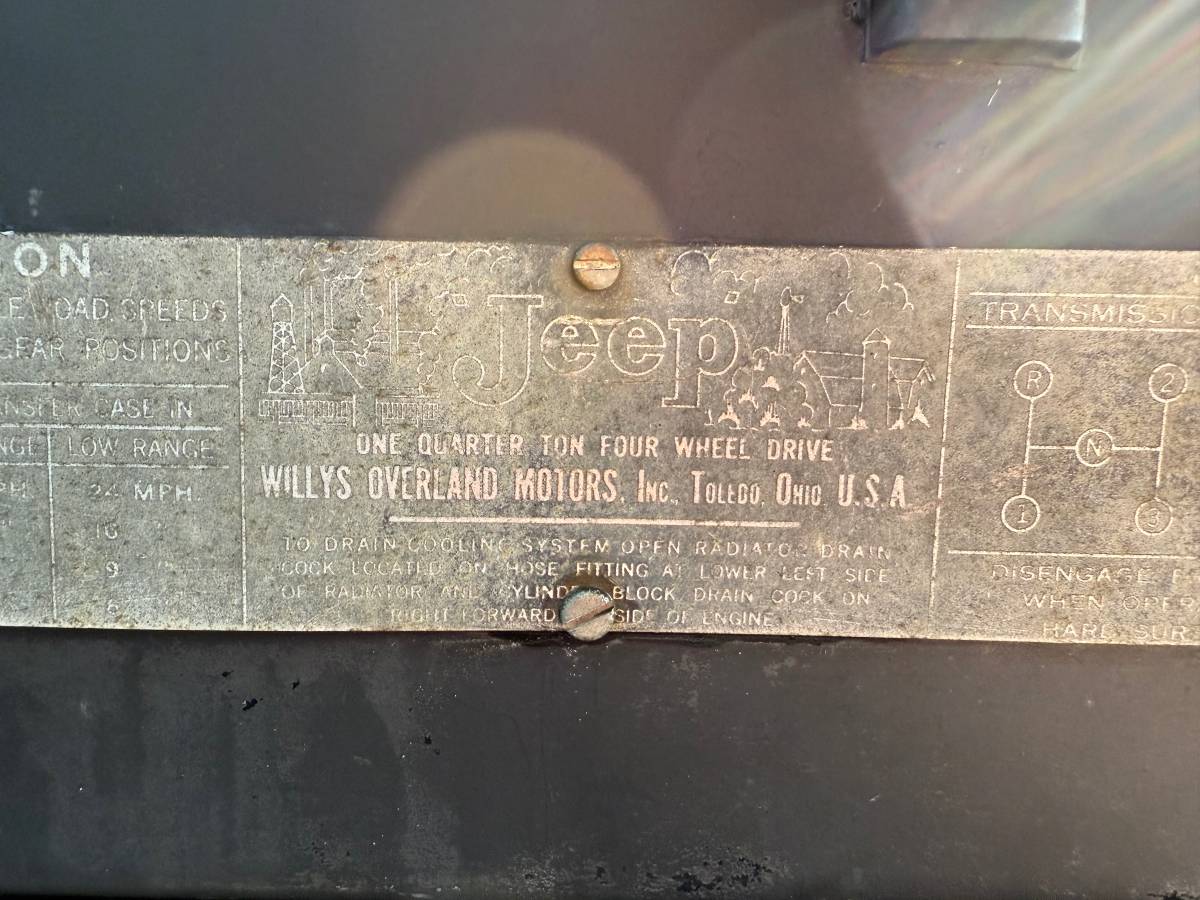 ON
OAD SPEEDS
GEAR POSITIONS
CASE IN
LOW RANGE
24 MPH.
9
Jeep
ONE QUARTER TON FOUR WHEEL DRIVE
WILLYS OVERLAND MOTORS, INC., TOLEDO, OHIO, U.S.A.
TO DRAIN COOLING SYSTEM OPEN RADIATOR DRAIN
COCK LOCATED ON HOSE FITTING AT LOWER LEFT SIDE
OF RADIATOR AND CYLINDE BLOCK DRAIN COCK ON
RIGHT FORWARD SIDE OF ENGINE
TRANSMISSIO
R 2
N
1 3
DISENGAGE F
WHEN OPER
HARD SUR